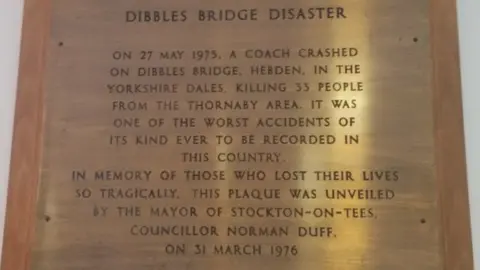 DIBBLES BRIDGE DISASTER
ON 27 MAY 1975, A COACH CRASHED
ON DIBBLES BRIDGE, HEBDEN, IN THE
YORKSHIRE DALES, KILLING 33 PEOPLE
FROM THE THORNABY AREA. IT WAS
ONE OF THE WORST ACCIDENTS OF
ITS KIND EVER TO BE RECORDED IN
THIS COUNTRY.
IN MEMORY OF THOSE WHO LOST THEIR LIVES
SO TRAGICALLY, THIS PLAQUE WAS UNVEILED
BY THE MAYOR OF STOCKTON-ON-TEES,
COUNCILLOR NORMAN DUFF,
ON 31 MARCH 1976